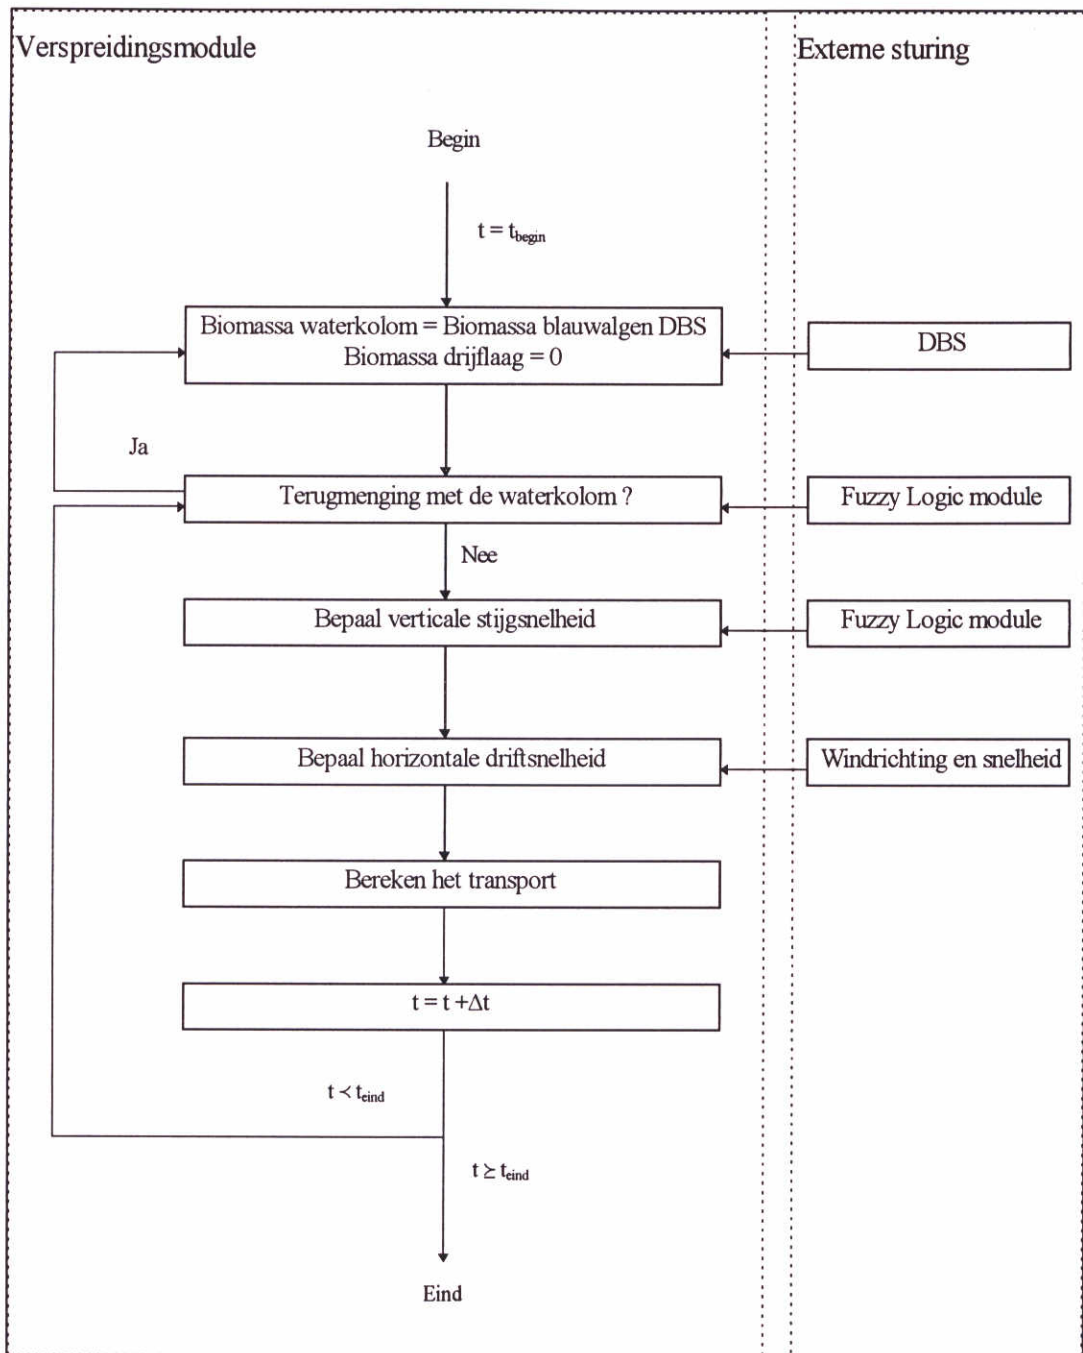 Verspreidingsmodule
Externe sturing
Begin
t = t_begin
Biomassa waterkolom = Biomassa blauwalgen DBS
Biomassa drijflaag = 0
DBS
Ja
Terugmenging met de waterkolom ?
Fuzzy Logic module
Nee
Bepaal verticale stijgsnelheid
Fuzzy Logic module
Bepaal horizontale driftsnelheid
Windrichting en snelheid
Bereken het transport
t = t +Δt
t ≺ t_eind
t ⪰ t_eind
Eind